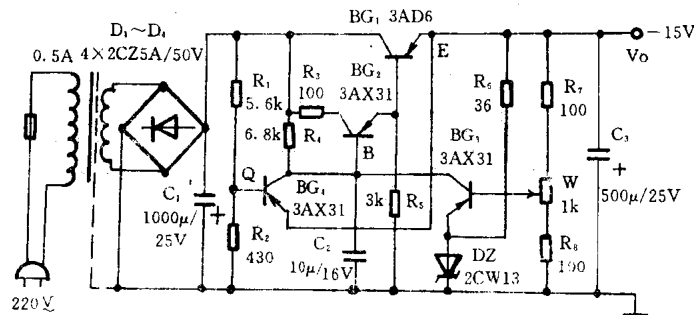 D₁~D₄
0.5A 4×2CZ5A/50V
BG₁ 3AD6
E
-15V
Vo
R₁
5.6k
R₃
100
BG₂
3AX31
R₆
36
R₇
100
6.8k R₄
B
BG₃
3AX31
C₃
+
500μ/25V
Q
BG₄
3AX31
3k R₅
W
1k
C₁
+
1000μ/
25V
R₂
430
C₂
10μ/16V
DZ
2CW13
R₈
100
220V